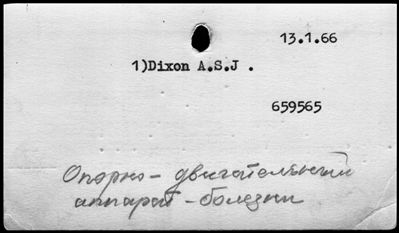 13.1.66
1)Dixon A.S.J .
659565
Опорно-двигательный
аппарат-болезни